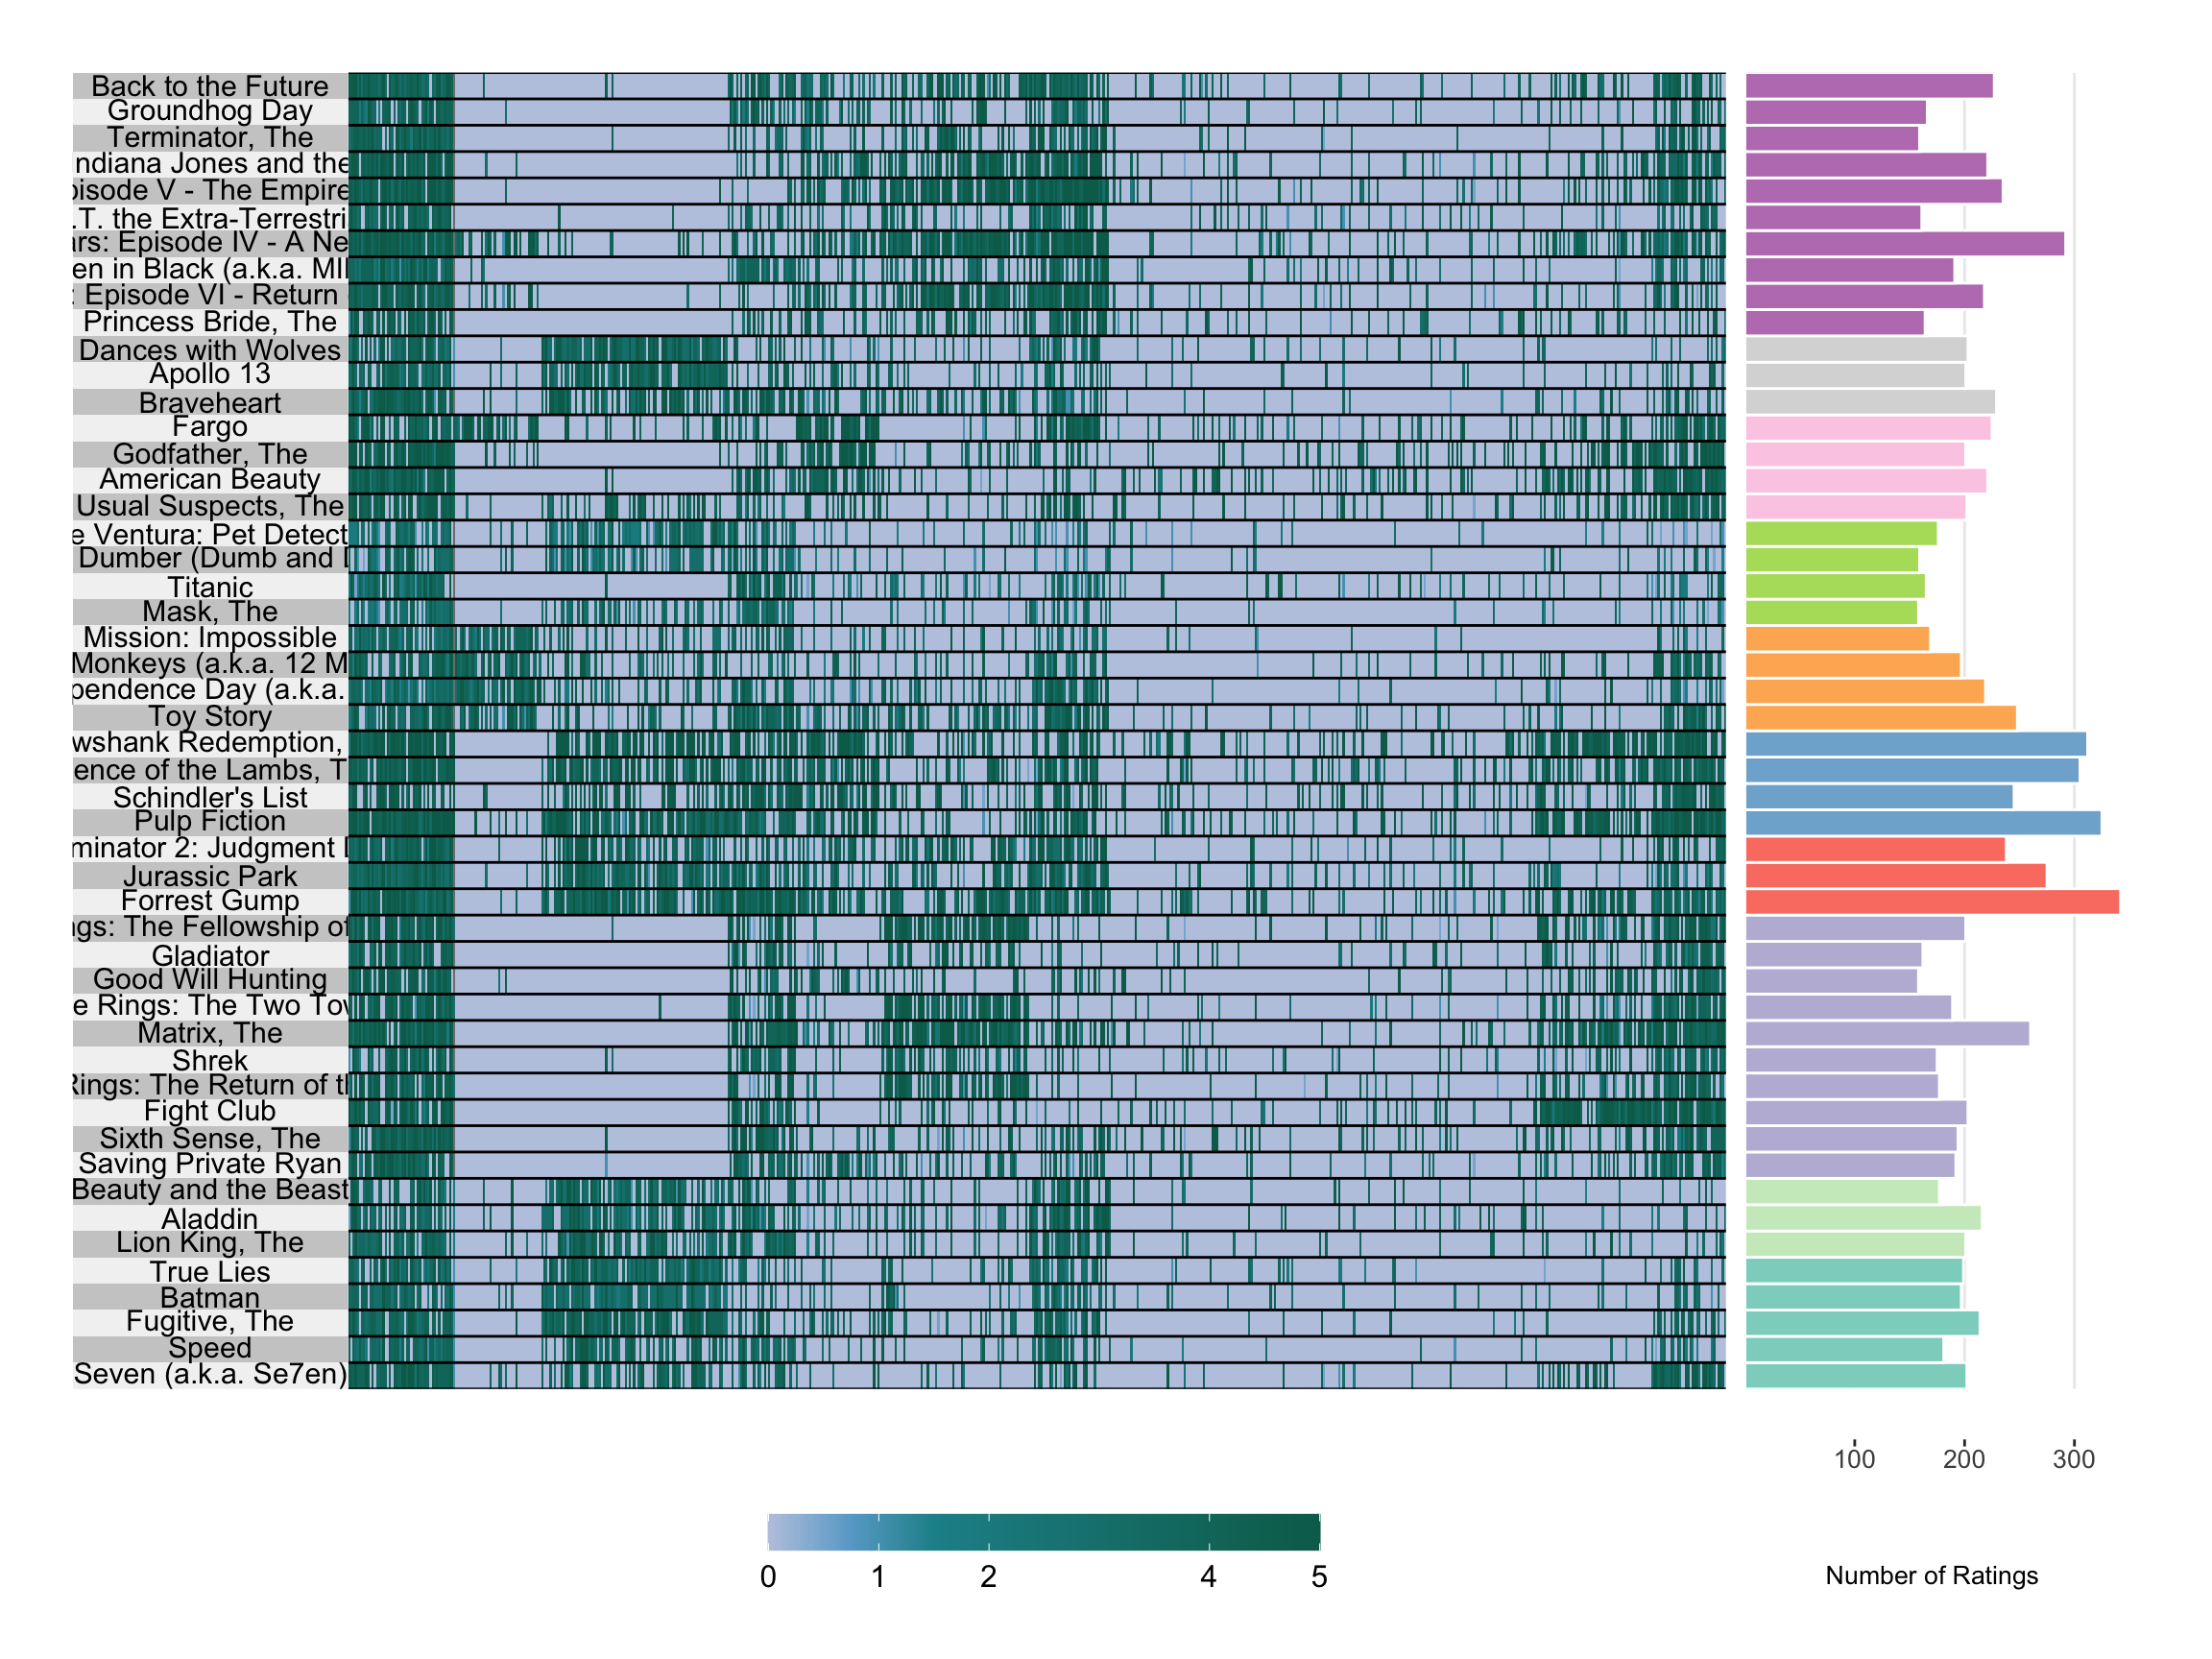 Back to the Future
Groundhog Day
Terminator, The
ndiana Jones and the
pisode V - The Empire
.T. the Extra-Terrestri
ars: Episode IV - A Ne
en in Black (a.k.a. MII
: Episode VI - Return
Princess Bride, The
Dances with Wolves
Apollo 13
Braveheart
Fargo
Godfather, The
American Beauty
Usual Suspects, The
e Ventura: Pet Detect
Dumber (Dumb and
Titanic
Mask, The
Mission: Impossible
Monkeys (a.k.a. 12 M
pendence Day (a.k.a.
Toy Story
wshank Redemption,
ence of the Lambs, T
Schindler's List
Pulp Fiction
minator 2: Judgment
Jurassic Park
Forrest Gump
ngs: The Fellowship of
Gladiator
Good Will Hunting
e Rings: The Two Tow
Matrix, The
Shrek
Rings: The Return of th
Fight Club
Sixth Sense, The
Saving Private Ryan
Beauty and the Beast
Aladdin
Lion King, The
True Lies
Batman
Fugitive, The
Speed
Seven (a.k.a. Se7en)
100 200 300
0 1 2 4 5
Number of Ratings